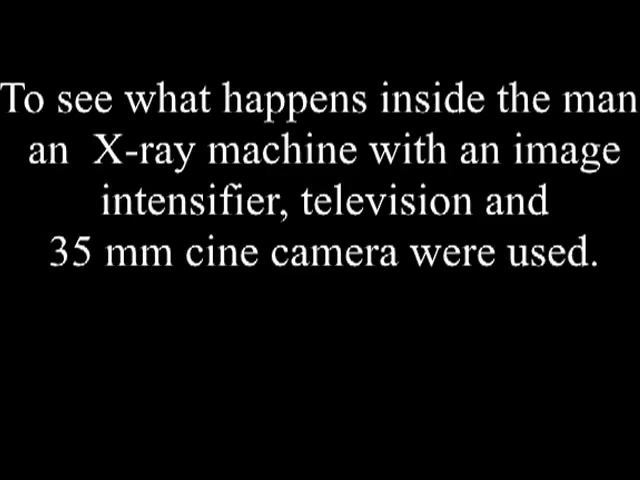 To see what happens inside the man
an X-ray machine with an image
intensifier, television and
35 mm cine camera were used.